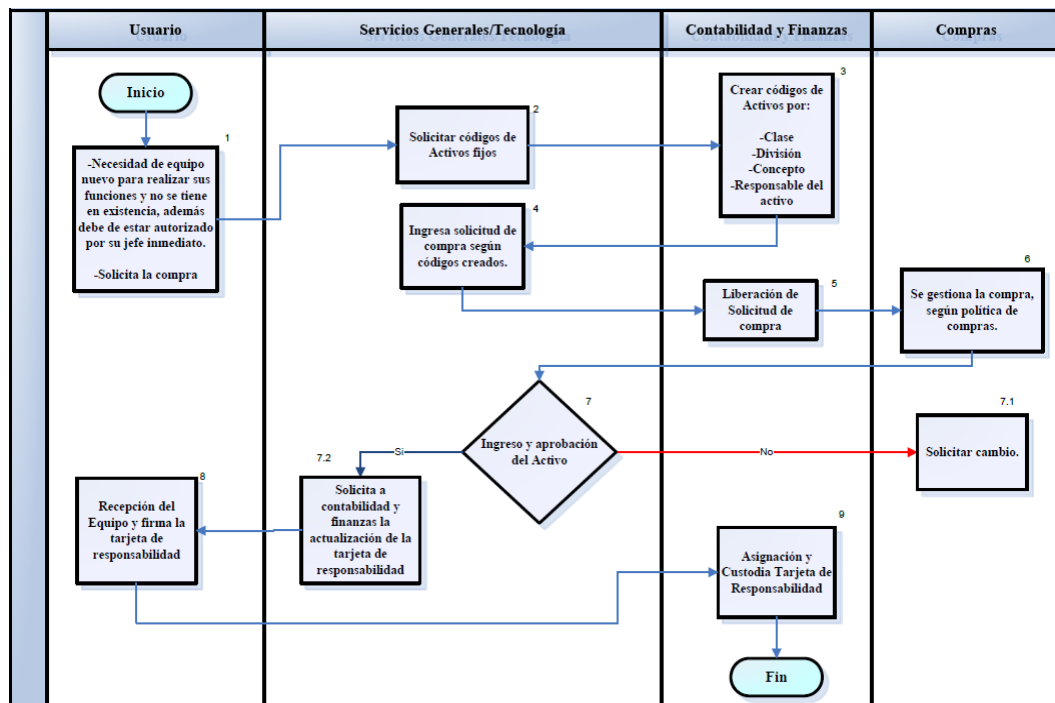 Usuario
Servicios Generales/Tecnología
Contabilidad y Finanzas
Compras
Inicio
1
-Necesidad de equipo
nuevo para realizar sus
funciones y no se tiene
en existencia, además
debe de estar autorizado
por su jefe inmediato.
-Solicita la compra
2
Solicitar códigos de
Activos fijos
3
Crear códigos de
Activos por:
-Clase
-División
-Concepto
-Responsable del
activo
4
Ingresa solicitud de
compra según
códigos creados.
5
Liberación de
Solicitud de
compra
6
Se gestiona la compra,
según política de
compras.
7
Ingreso y aprobación
del Activo
Sí
No
7.1
Solicitar cambio.
7.2
Solicita a
contabilidad y
finanzas la
actualización de la
tarjeta de
responsabilidad
8
Recepción del
Equipo y firma la
tarjeta de
responsabilidad
9
Asignación y
Custodia Tarjeta de
Responsabilidad
Fin